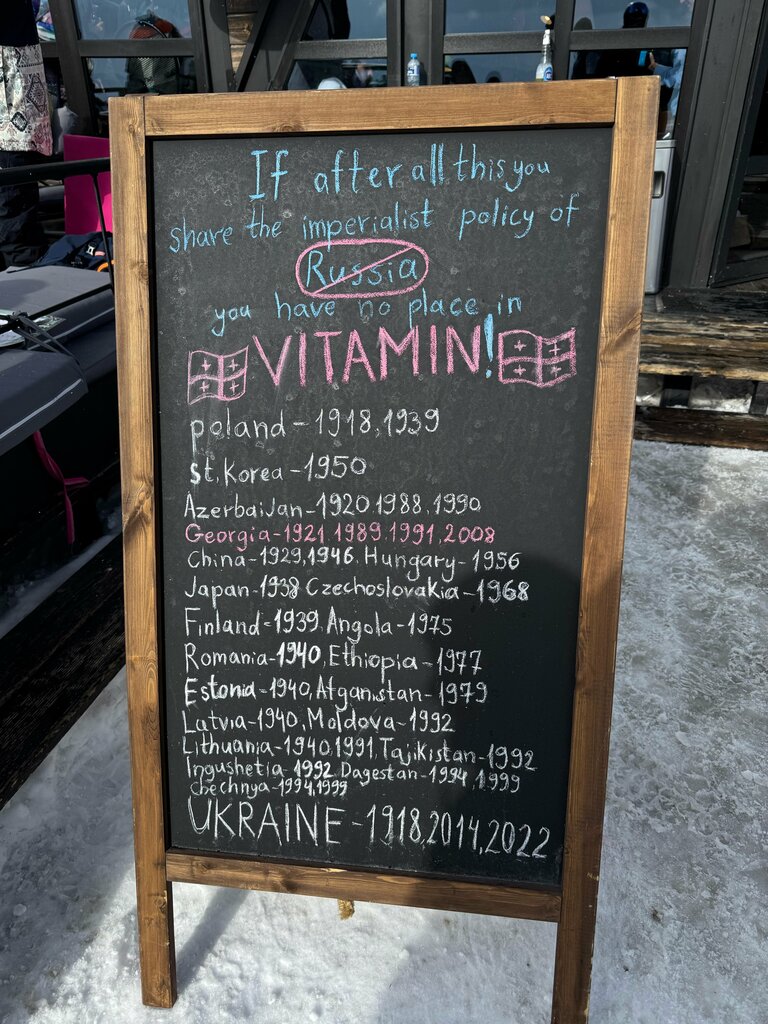 If after all this you
share the imperialist policy of
Russia
you have no place in
VITAMIN!
poland - 1918,1939
st.Korea - 1950
AzerbaiJan - 1920,1988,1990
Georgia - 1921,1989,1991,2008
China - 1929,1946, Hungary - 1956
Japan - 1938 Czechoslovakia - 1968
Finland - 1939, Angola - 1975
Romania - 1940, Ethiopia - 1977
Estonia - 1940, Afganistan - 1979
Latvia - 1940, Moldova - 1992
Lithuania - 1940,1991, Tajikistan - 1992
Ingushetia - 1992, Dagestan - 1994,1999
Chechnya - 1994,1999
UKRAINE - 1918,2014,2022